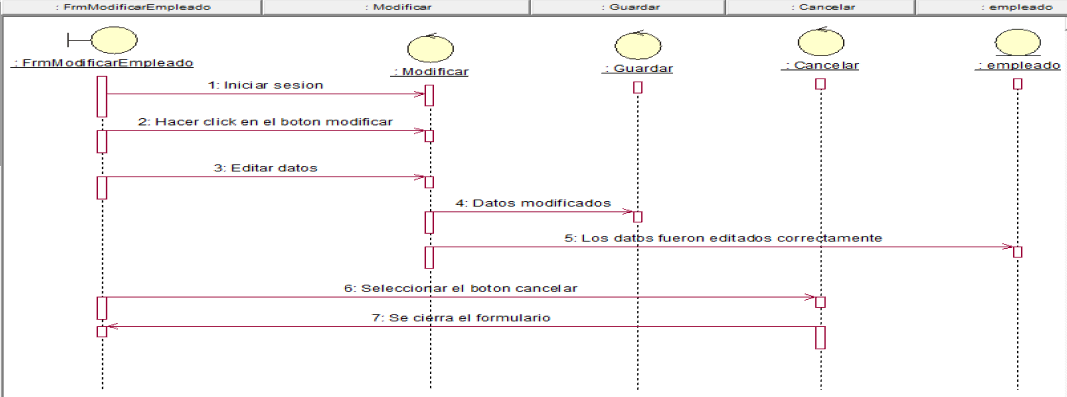 : FrmModificarEmpleado
: Modificar
: Guardar
: Cancelar
: empleado
: FrmModificarEmpleado
: Modificar
: Guardar
: Cancelar
: empleado
1: Iniciar sesion
2: Hacer click en el boton modificar
3: Editar datos
4: Datos modificados
5: Los datos fueron editados correctamente
6: Seleccionar el boton cancelar
7: Se cierra el formulario